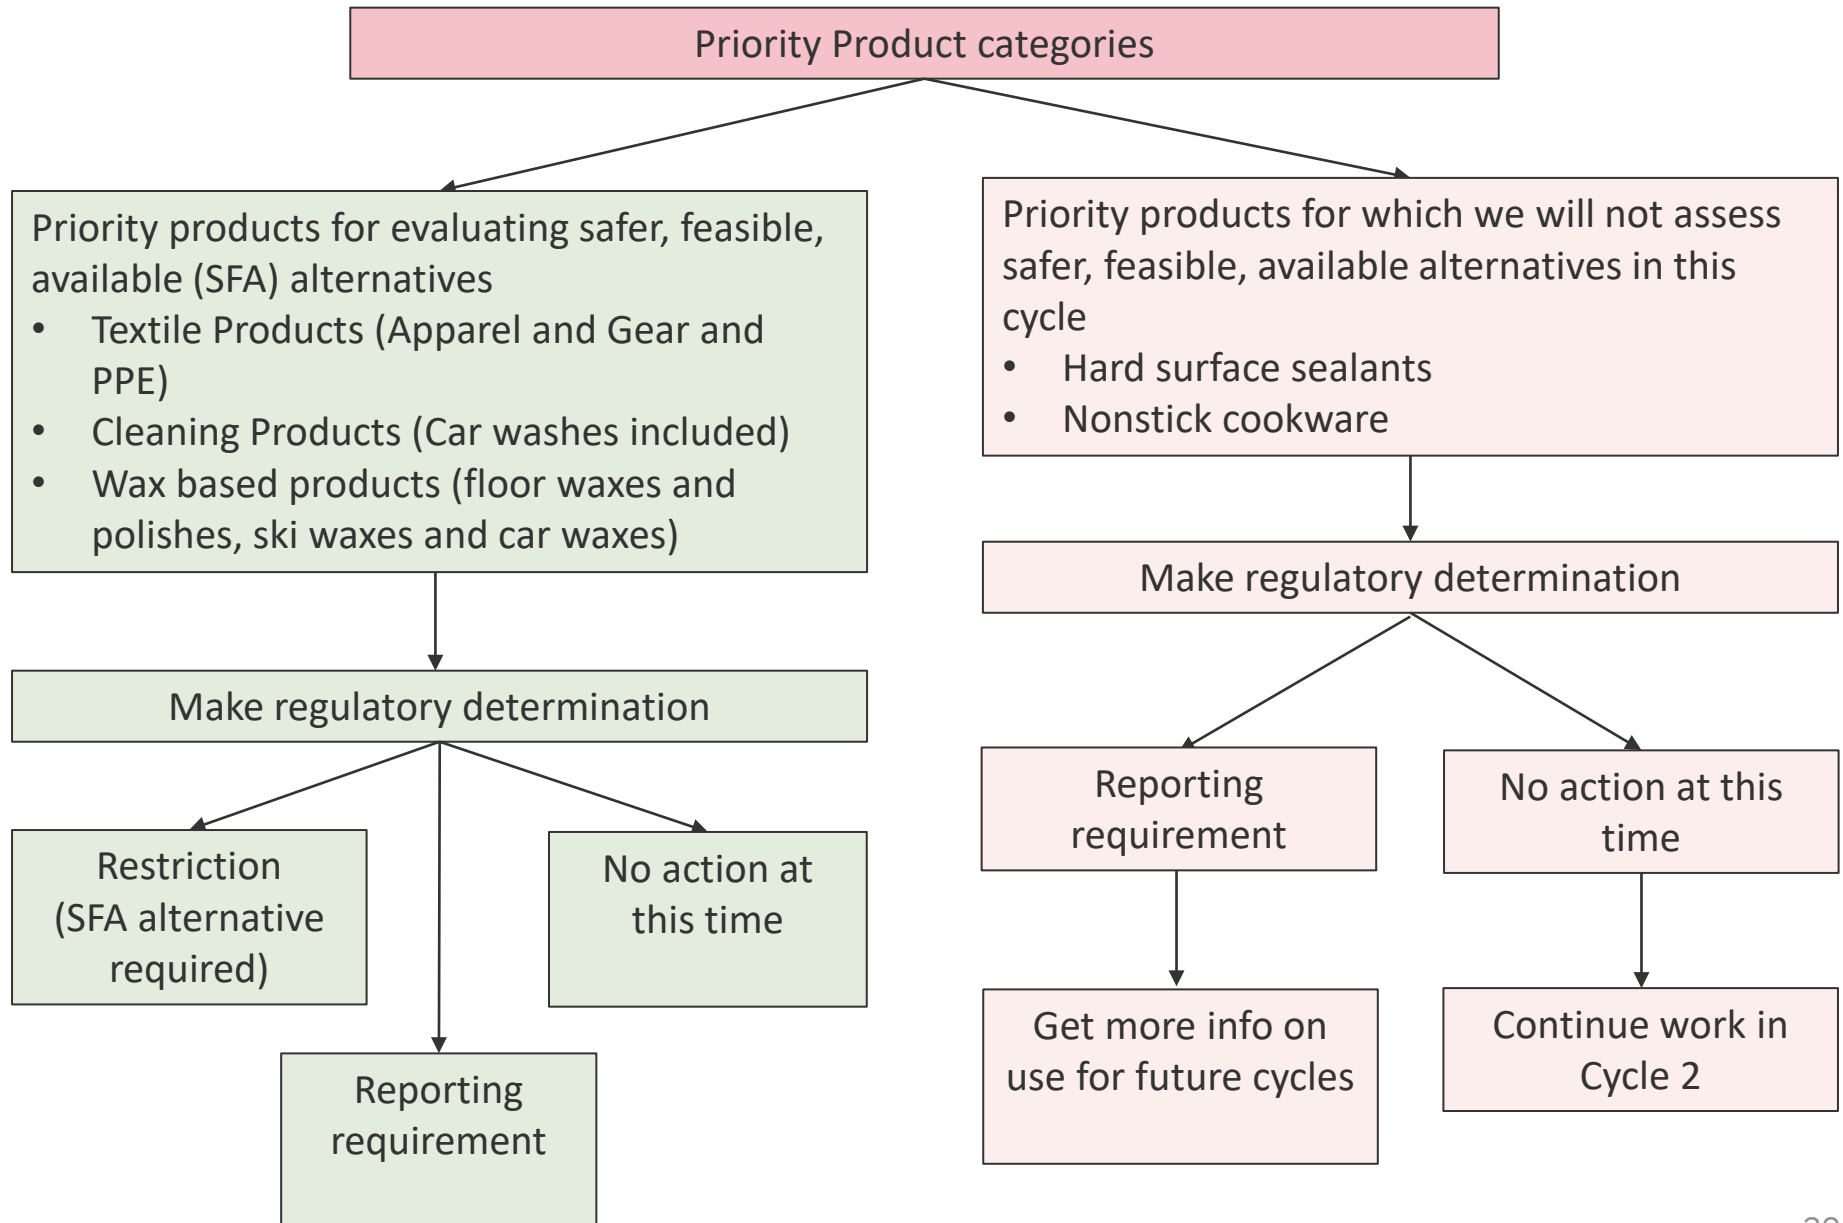 Priority Product categories
Priority products for evaluating safer, feasible,
available (SFA) alternatives
• Textile Products (Apparel and Gear and
PPE)
• Cleaning Products (Car washes included)
• Wax based products (floor waxes and
polishes, ski waxes and car waxes)
Make regulatory determination
Restriction
(SFA alternative
required)
Reporting
requirement
No action at
this time
Priority products for which we will not assess
safer, feasible, available alternatives in this
cycle
• Hard surface sealants
• Nonstick cookware
Make regulatory determination
Reporting
requirement
Get more info on
use for future cycles
No action at this
time
Continue work in
Cycle 2